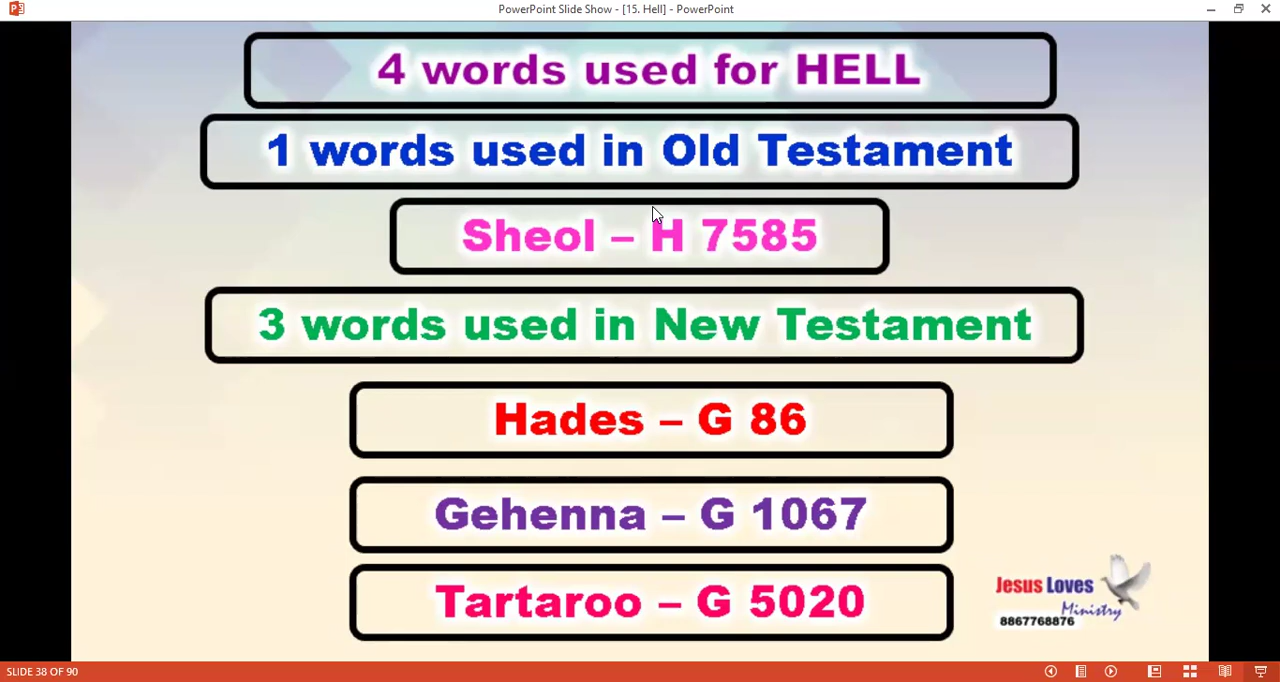 PowerPoint Slide Show - [15. Hell] - PowerPoint
4 words used for HELL
1 words used in Old Testament
Sheol – H 7585
3 words used in New Testament
Hades – G 86
Gehenna – G 1067
Tartaroo – G 5020
Jesus Loves
Ministry
8867768876
SLIDE 38 OF 90